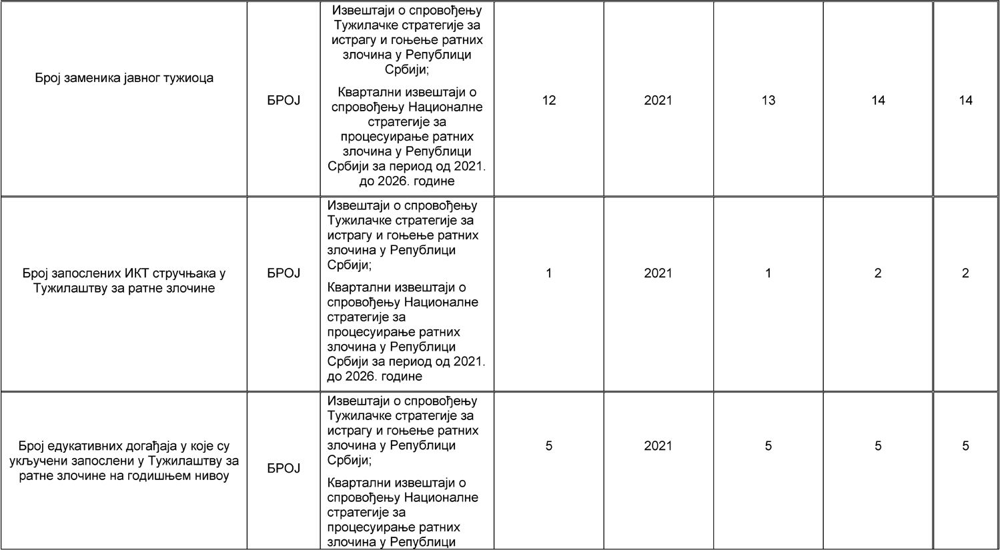 Број заменика јавног тужиоца
БРОЈ
Извештаји о спровођењу
Тужилачке стратегије за
истрагу и гоњење ратних
злочина у Републици
Србији;
Квартални извештаји о
спровођењу Националне
стратегије за
процесуирање ратних
злочина у Републици
Србији за период од 2021.
до 2026. године
12
2021
13
14
14
Број запослених ИКТ стручњака у
Тужилаштву за ратне злочине
БРОЈ
Извештаји о спровођењу
Тужилачке стратегије за
истрагу и гоњење ратних
злочина у Републици
Србији;
Квартални извештаји о
спровођењу Националне
стратегије за
процесуирање ратних
злочина у Републици
Србији за период од 2021.
до 2026. године
1
2021
1
2
2
Број едукативних догађаја у које су
укључени запослени у Тужилаштву за
ратне злочине на годишњем нивоу
БРОЈ
Извештаји о спровођењу
Тужилачке стратегије за
истрагу и гоњење ратних
злочина у Републици
Србији;
Квартални извештаји о
спровођењу Националне
стратегије за
процесуирање ратних
злочина у Републици
5
2021
5
5
5